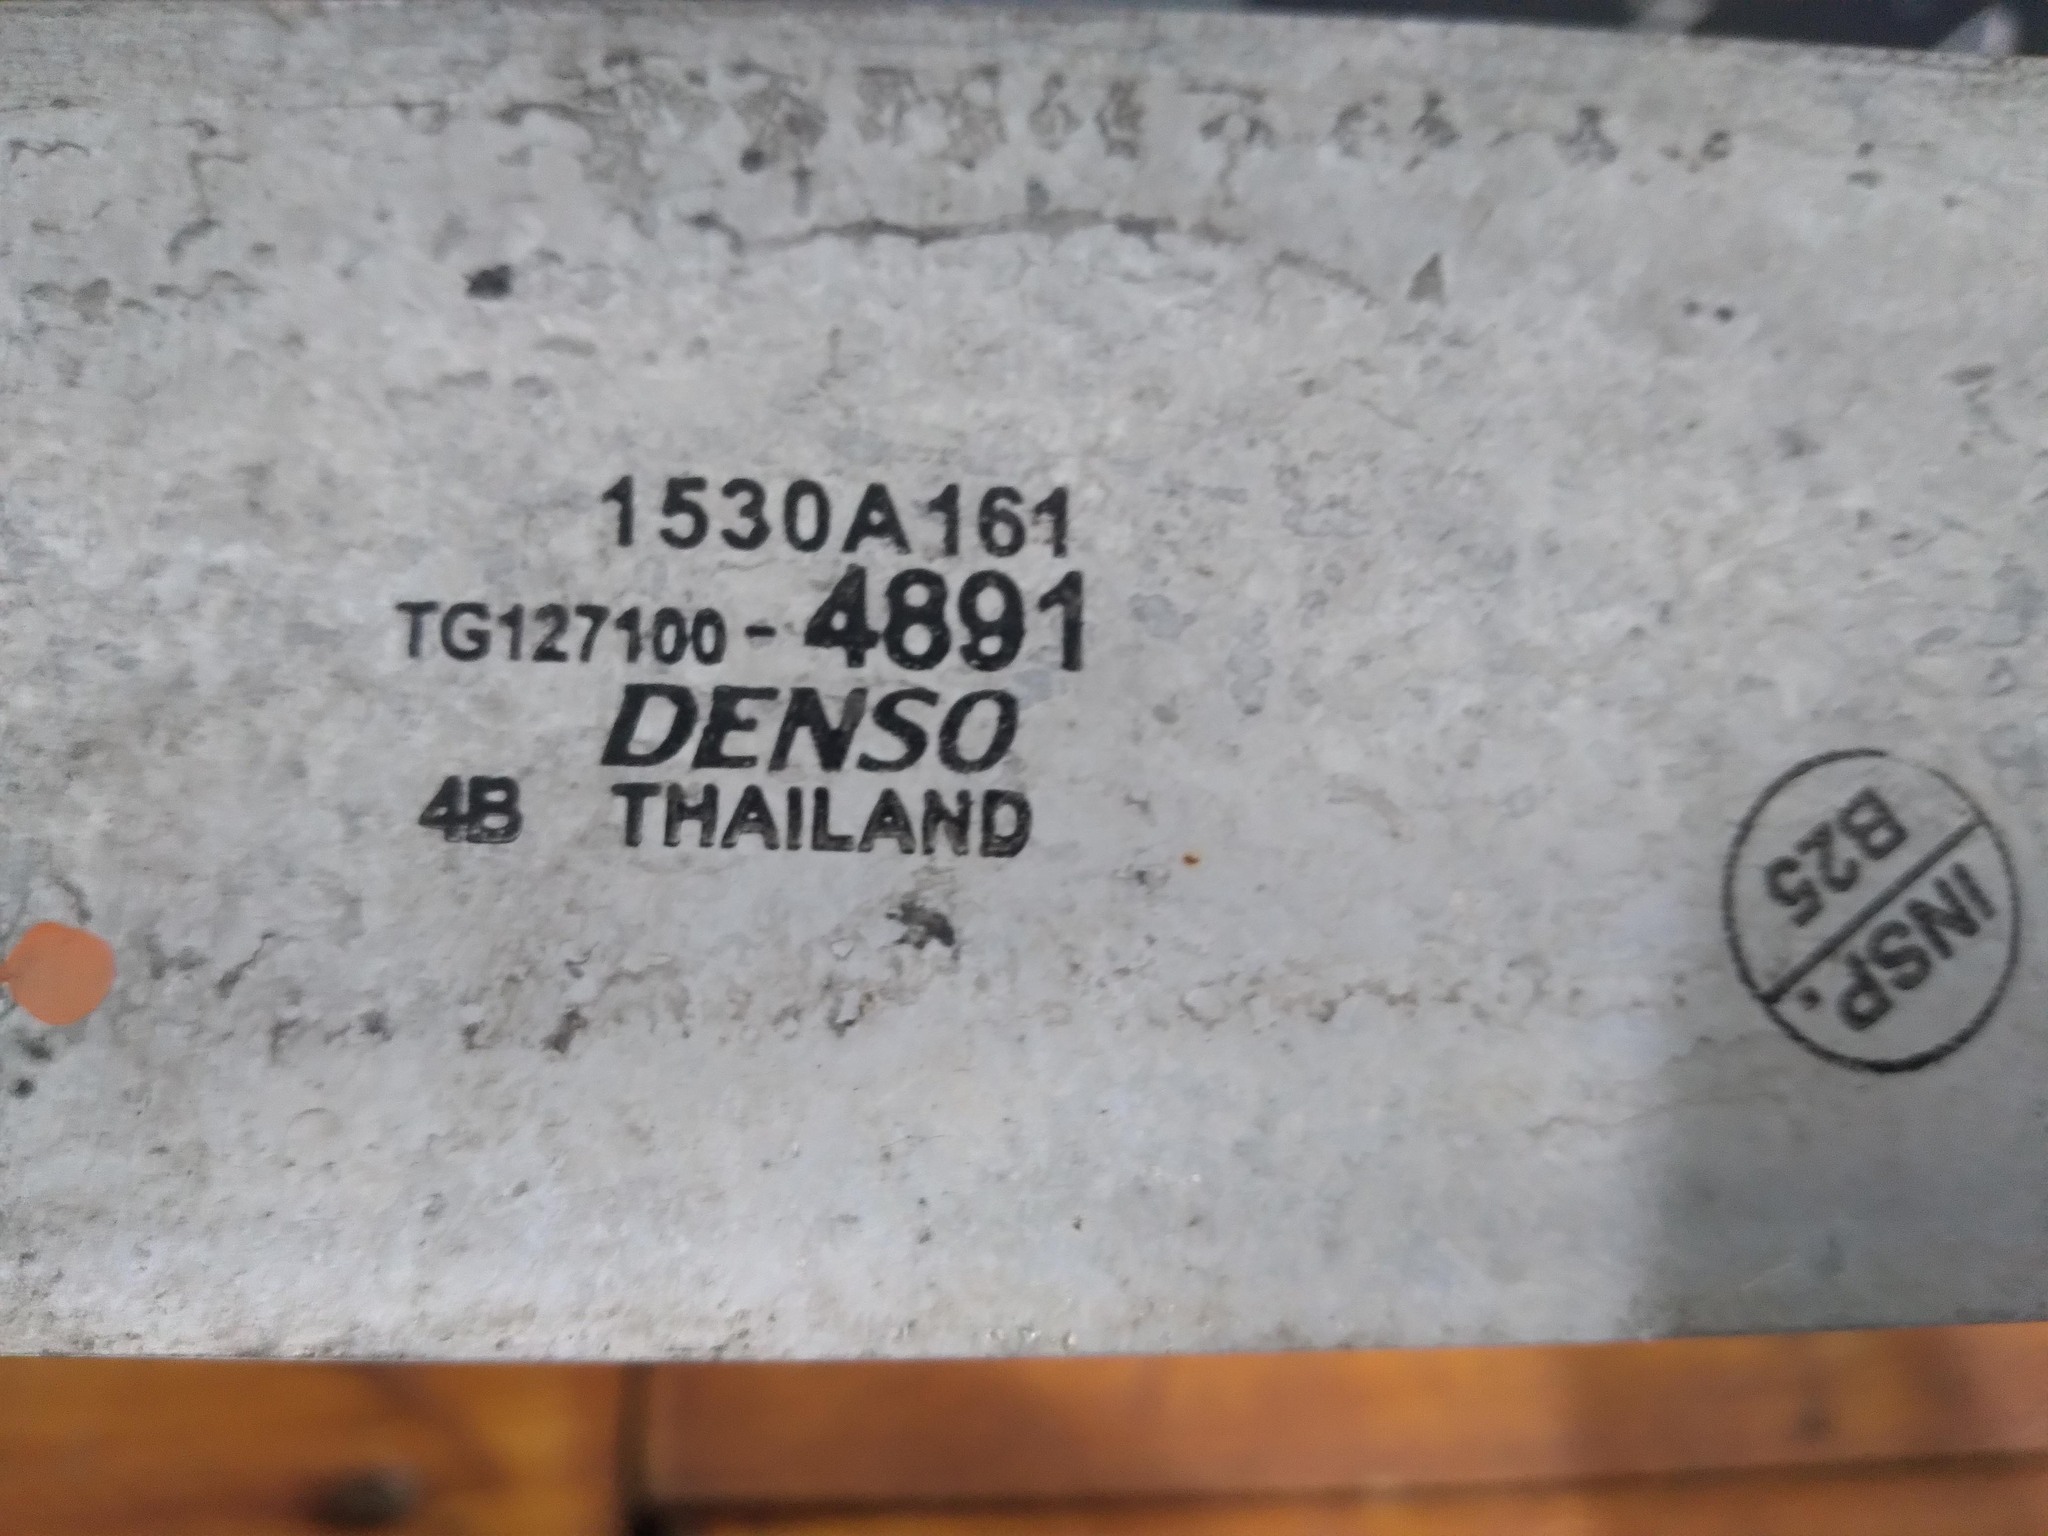 1530A161
TG127100-4891
DENSO
4B THAILAND
INSP.
B25